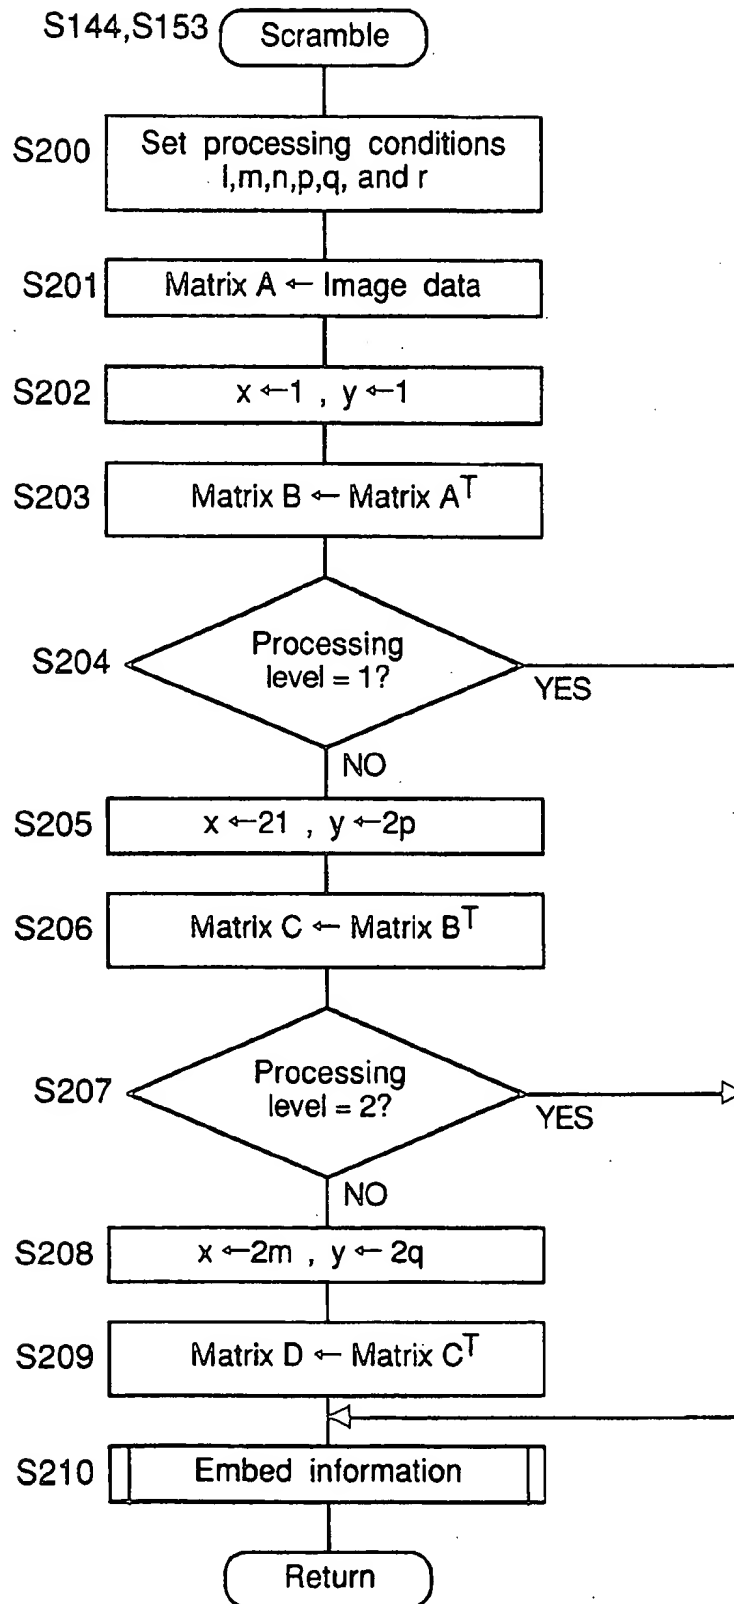 S144,S153 Scramble
S200 Set processing conditions
l,m,n,p,q, and r
S201 Matrix A ← Image data
S202 x ←1 , y ←1
S203 Matrix B ← Matrix A^T
S204 Processing
level = 1?
YES
NO
S205 x ←21 , y ←2p
S206 Matrix C ← Matrix B^T
S207 Processing
level = 2?
YES
NO
S208 x ←2m , y ← 2q
S209 Matrix D ← Matrix C^T
S210 Embed information
Return